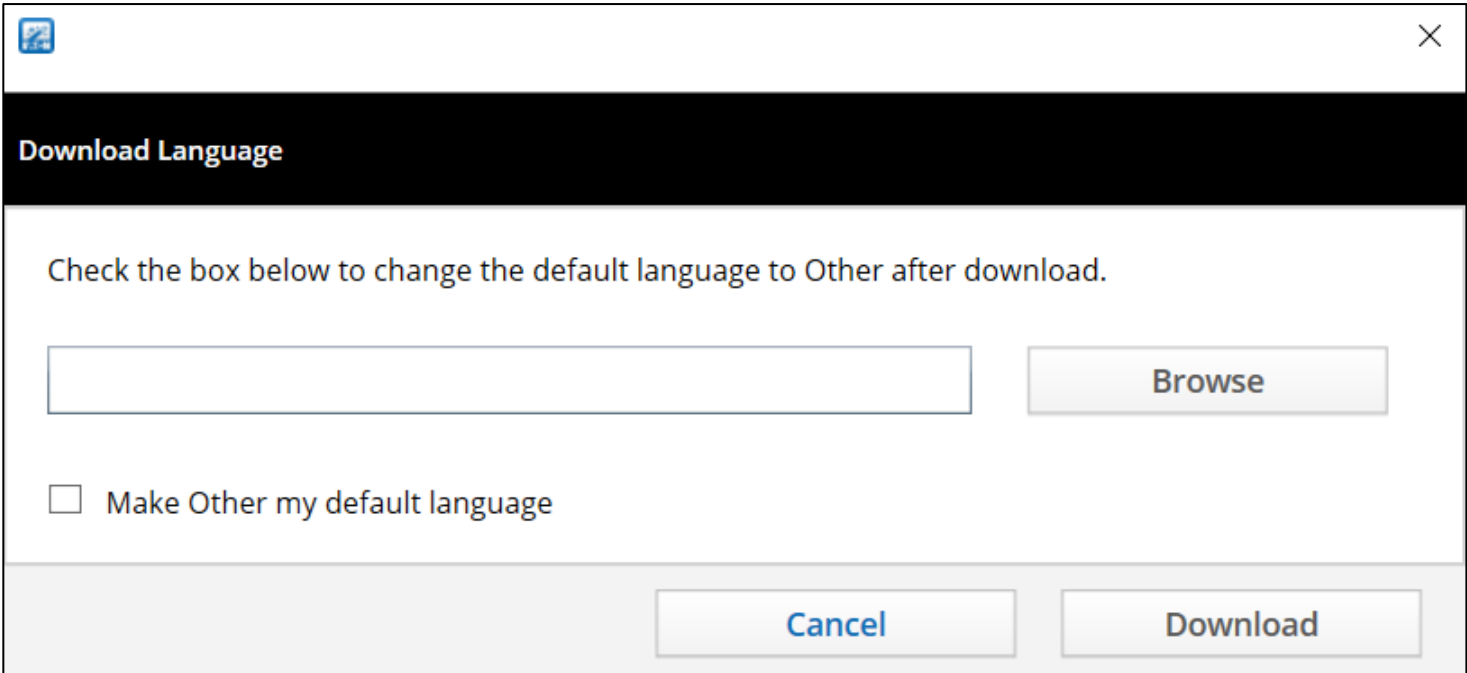 Download Language
Check the box below to change the default language to Other after download.
Browse
Make Other my default language
Cancel
Download